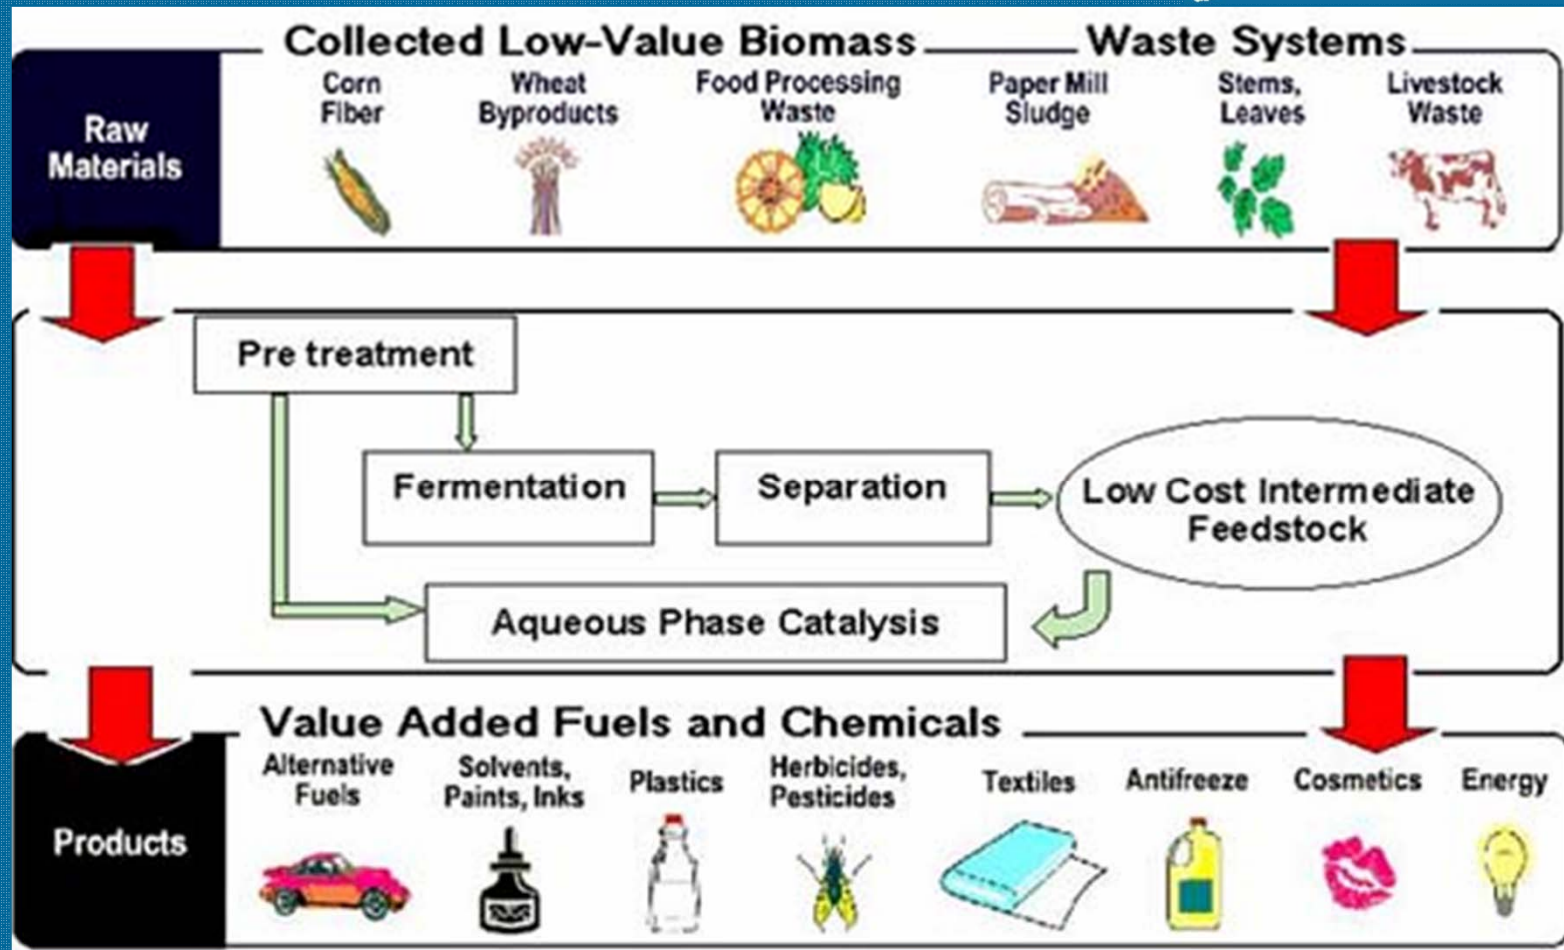 Collected Low-Value Biomass
Waste Systems
Raw
Materials
Corn
Fiber
Wheat
Byproducts
Food Processing
Waste
Paper Mill
Sludge
Stems,
Leaves
Livestock
Waste
Pre treatment
Fermentation
Separation
Low Cost Intermediate
Feedstock
Aqueous Phase Catalysis
Value Added Fuels and Chemicals
Products
Alternative
Fuels
Solvents,
Paints, Inks
Plastics
Herbicides,
Pesticides
Textiles
Antifreeze
Cosmetics
Energy